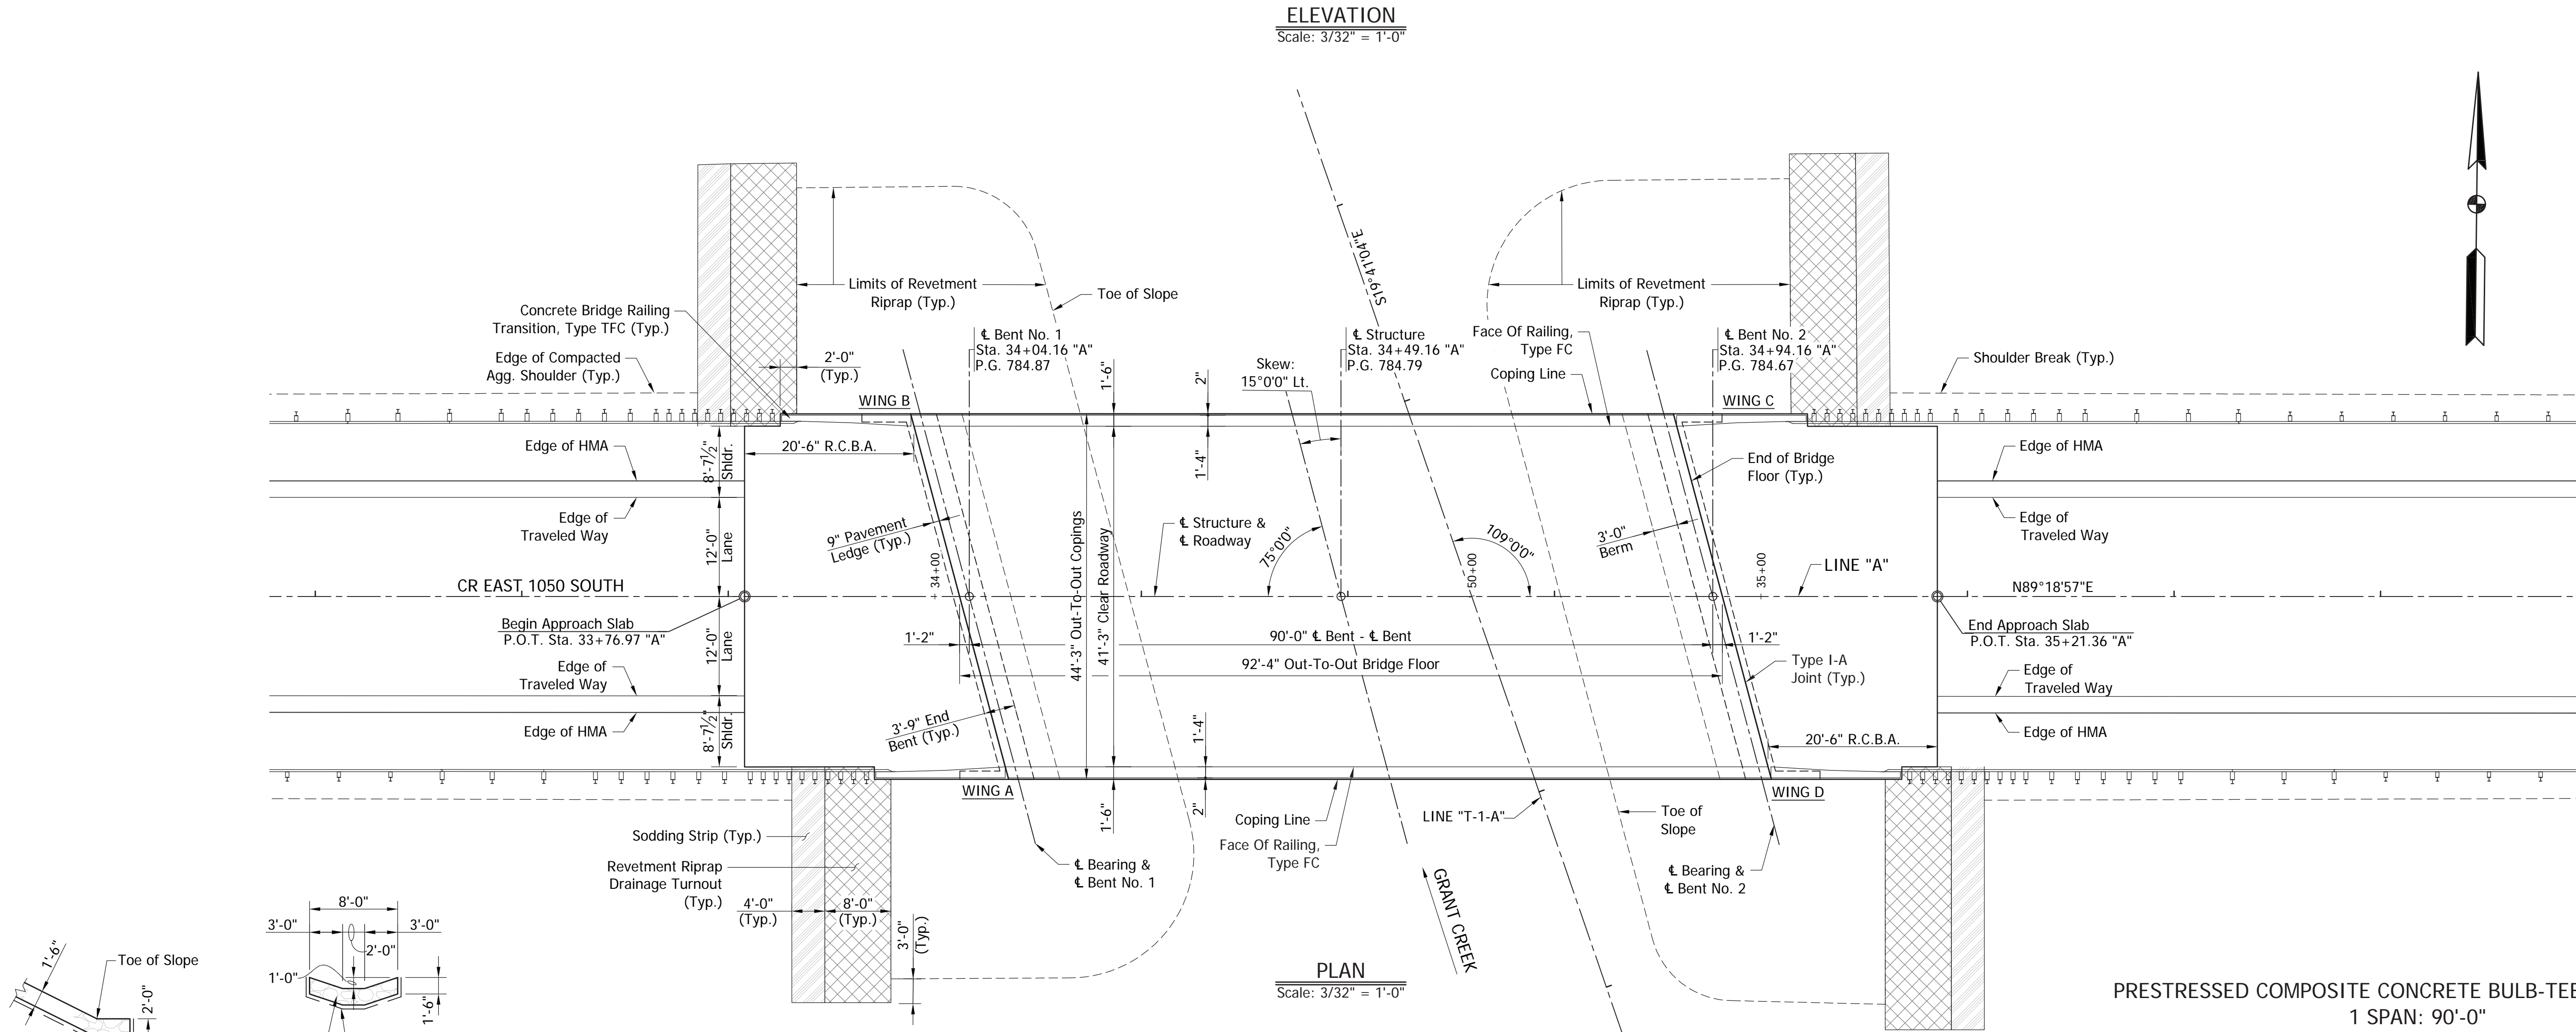 ELEVATION
Scale: 3/32" = 1'-0"
S19°41'04"E
Limits of Revetment
Riprap (Typ.)
Toe of Slope
Limits of Revetment
Riprap (Typ.)
Concrete Bridge Railing
Transition, Type TFC (Typ.)
Edge of Compacted
Agg. Shoulder (Typ.)
2'-0"
(Typ.)
℄ Bent No. 1
Sta. 34+04.16 "A"
P.G. 784.87
1'-6"
2"
Skew:
15°0'0" Lt.
℄ Structure
Sta. 34+49.16 "A"
P.G. 784.79
Face Of Railing,
Type FC
Coping Line
℄ Bent No. 2
Sta. 34+94.16 "A"
P.G. 784.67
Shoulder Break (Typ.)
WING B
WING C
Edge of HMA
8'-7½"
Shldr.
20'-6" R.C.B.A.
1'-4"
End of Bridge
Floor (Typ.)
Edge of HMA
Edge of
Traveled Way
12'-0"
Lane
9" Pavement
Ledge (Typ.)
44'-3" Out-To-Out Copings
41'-3" Clear Roadway
℄ Structure &
℄ Roadway
75°0'0"
109°0'0"
3'-0"
Berm
Edge of
Traveled Way
34+00
50+00
35+00
LINE "A"
CR EAST 1050 SOUTH
N89°18'57"E
Begin Approach Slab
P.O.T. Sta. 33+76.97 "A"
12'-0"
Lane
1'-2"
90'-0" ℄ Bent - ℄ Bent
1'-2"
92'-4" Out-To-Out Bridge Floor
End Approach Slab
P.O.T. Sta. 35+21.36 "A"
Edge of
Traveled Way
Type I-A
Joint (Typ.)
Edge of
Traveled Way
Edge of HMA
8'-7½"
Shldr.
3'-9" End
Bent (Typ.)
1'-4"
20'-6" R.C.B.A.
Edge of HMA
WING A
1'-6"
2"
WING D
Sodding Strip (Typ.)
Coping Line
Face Of Railing,
Type FC
LINE "T-1-A"
Toe of
Slope
Revetment Riprap
Drainage Turnout
(Typ.)
℄ Bearing &
℄ Bent No. 1
℄ Bearing &
℄ Bent No. 2
4'-0"
(Typ.)
8'-0"
(Typ.)
3'-0"
(Typ.)
GRANT CREEK
8'-0"
3'-0"
3'-0"
2'-0"
1'-0"
1'-6"
1'-6"
Toe of Slope
2'-0"
PLAN
Scale: 3/32" = 1'-0"
PRESTRESSED COMPOSITE CONCRETE BULB-TEE
1 SPAN: 90'-0"